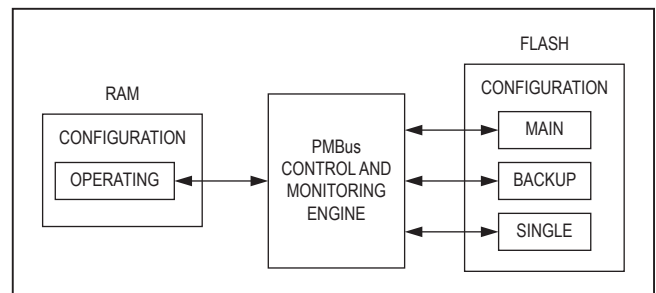 RAM
CONFIGURATION
OPERATING
PMBus
CONTROL AND
MONITORING
ENGINE
FLASH
CONFIGURATION
MAIN
BACKUP
SINGLE